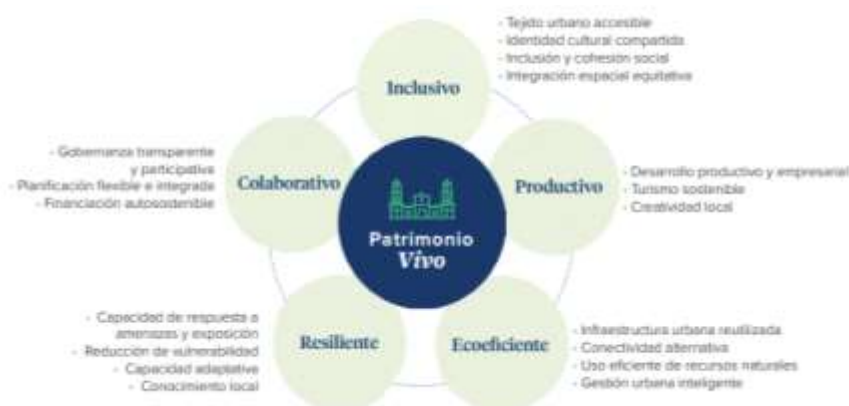 - Tejido urbano accesible
- Identidad cultural compartida
- Inclusión y cohesión social
- Integración espacial equitativa
Inclusivo
- Gobernanza transparente
y participativa
- Planificación flexible e integrada
- Financiación autosostenible
Colaborativo
Productivo
- Desarrollo productivo y empresarial
- Turismo sostenible
- Creatividad local
Patrimonio
Vivo
- Capacidad de respuesta a
amenazas y exposición
- Reducción de vulnerabilidad
- Capacidad adaptativa
- Conocimiento local
Resiliente
Ecoeficiente
- Infraestructura urbana reutilizada
- Conectividad alternativa
- Uso eficiente de recursos naturales
- Gestión urbana inteligente